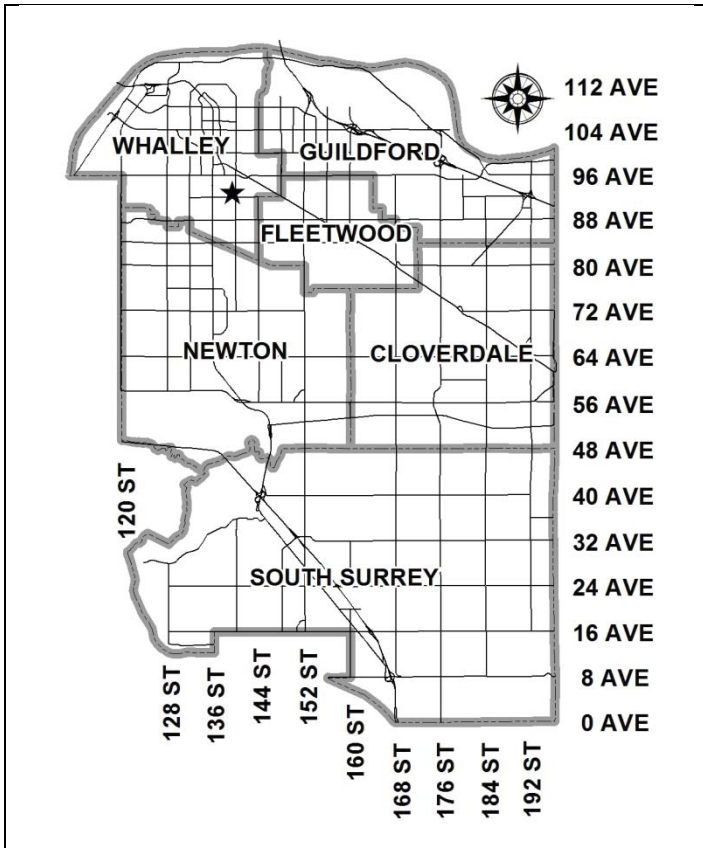 112 AVE
104 AVE
WHALLEY
GUILDFORD
96 AVE
88 AVE
FLEETWOOD
80 AVE
72 AVE
NEWTON
CLOVERDALE
64 AVE
56 AVE
48 AVE
120 ST
40 AVE
32 AVE
SOUTH SURREY
24 AVE
16 AVE
128 ST
136 ST
144 ST
152 ST
160 ST
8 AVE
0 AVE
168 ST
176 ST
184 ST
192 ST